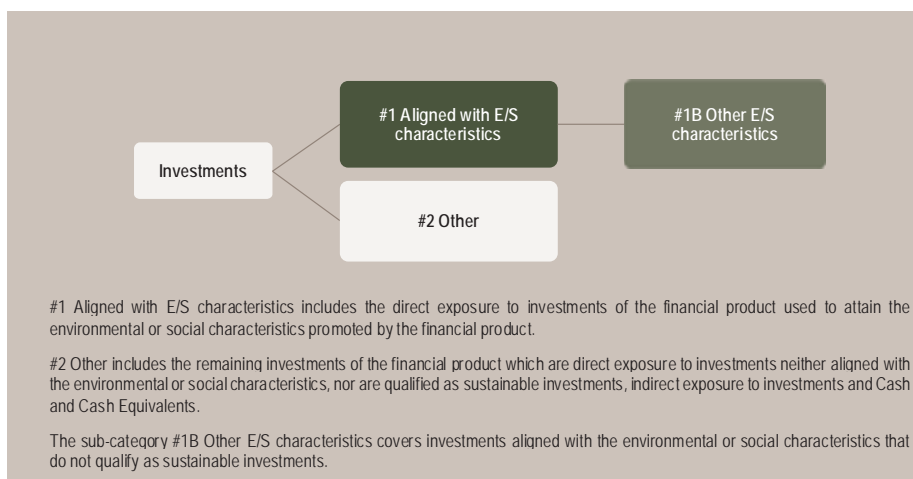 #1 Aligned with E/S
characteristics
#1B Other E/S
characteristics
Investments
#2 Other
#1 Aligned with E/S characteristics includes the direct exposure to investments of the financial product used to attain the
environmental or social characteristics promoted by the financial product.
#2 Other includes the remaining investments of the financial product which are direct exposure to investments neither aligned with
the environmental or social characteristics, nor are qualified as sustainable investments, indirect exposure to investments and Cash
and Cash Equivalents.
The sub-category #1B Other E/S characteristics covers investments aligned with the environmental or social characteristics that
do not qualify as sustainable investments.